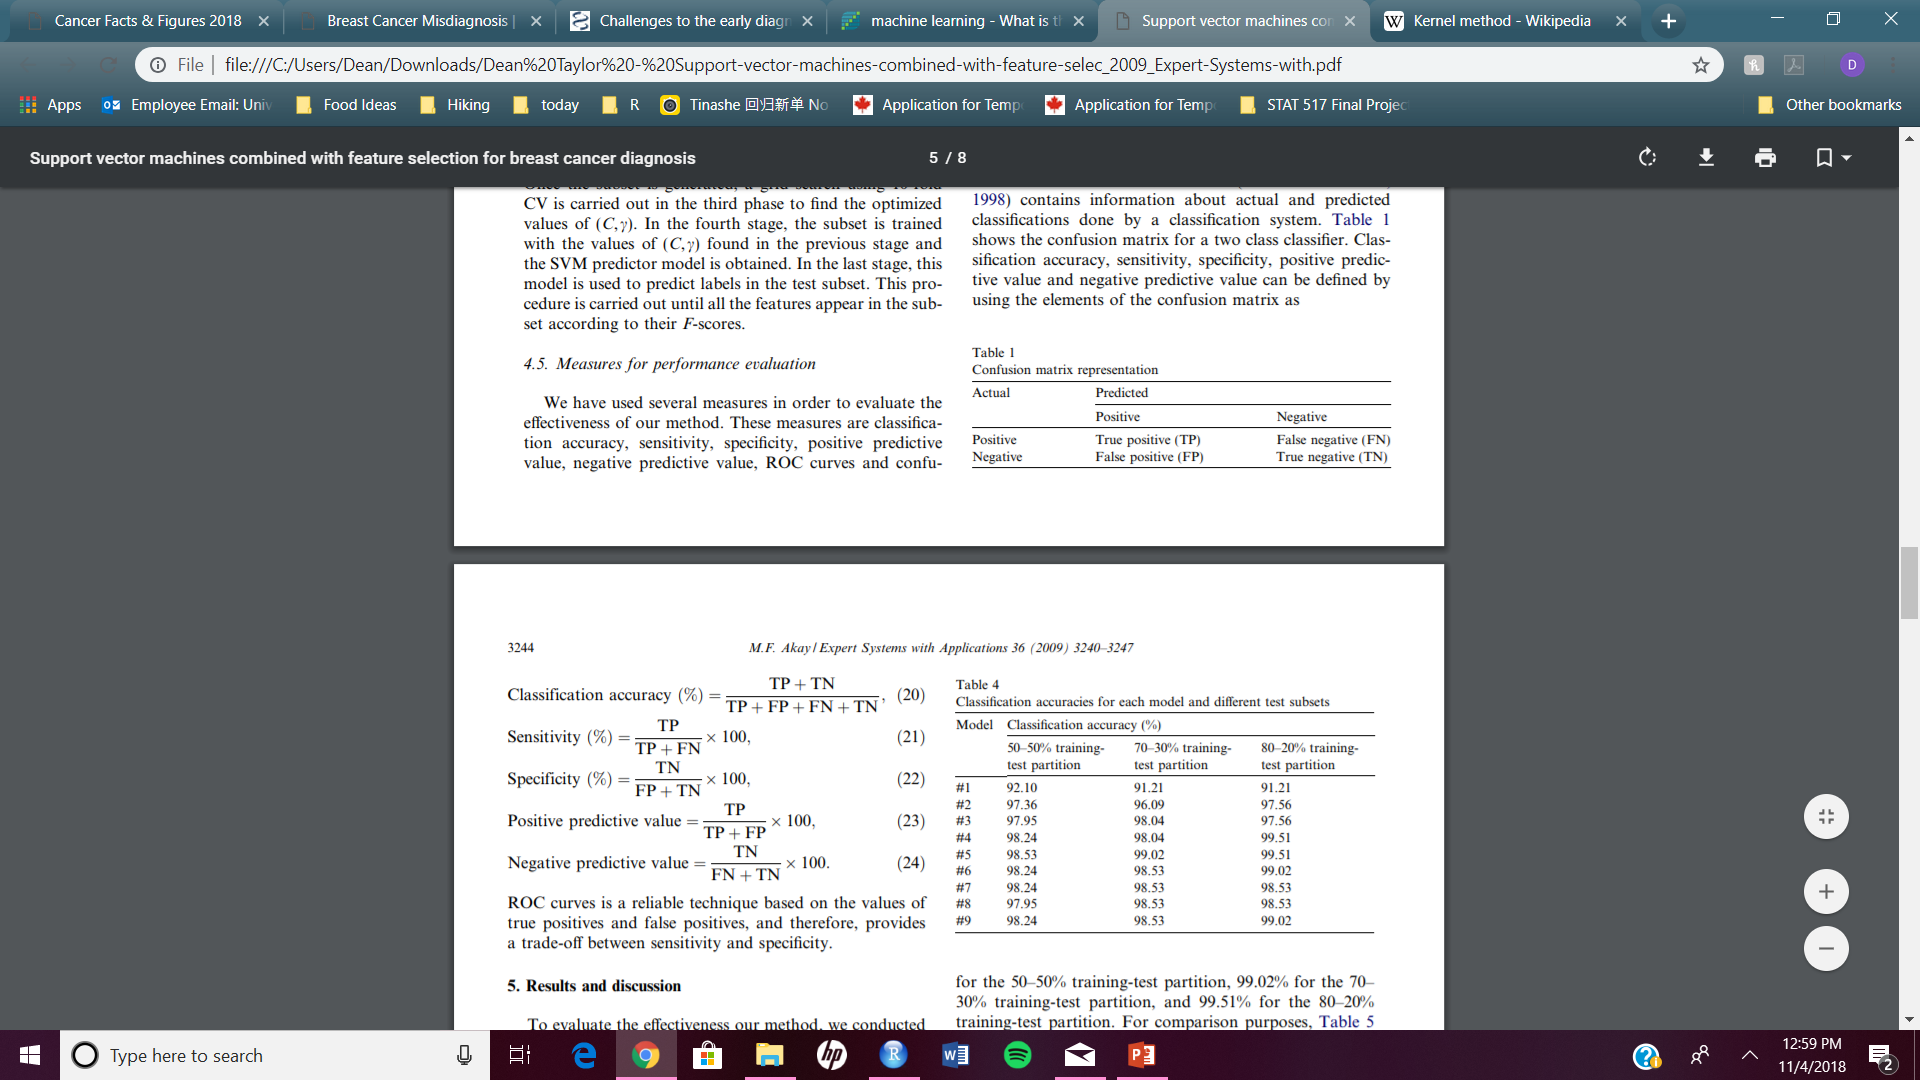 Cancer Facts & Figures 2018
Breast Cancer Misdiagnosis |
Challenges to the early diagn
machine learning - What is t
Support vector machines com
W Kernel method - Wikipedia
File | file:///C:/Users/Dean/Downloads/Dean%20Taylor%20-%20Support-vector-machines-combined-with-feature-selec_2009_Expert-Systems-with.pdf
D
Apps
Employee Email: Univ
Food Ideas
Hiking
today
R
Tinashe 回归新单 No
Application for Temp
Application for Temp
STAT 517 Final Projec
Other bookmarks
Support vector machines combined with feature selection for breast cancer diagnosis
5 / 8
CV is carried out in the third phase to find the optimized
values of (C,γ). In the fourth stage, the subset is trained
with the values of (C,γ) found in the previous stage and
the SVM predictor model is obtained. In the last stage, this
model is used to predict labels in the test subset. This pro-
cedure is carried out until all the features appear in the sub-
set according to their F-scores.
4.5. Measures for performance evaluation
We have used several measures in order to evaluate the
effectiveness of our method. These measures are classifica-
tion accuracy, sensitivity, specificity, positive predictive
value, negative predictive value, ROC curves and confu-
1998) contains information about actual and predicted
classifications done by a classification system. Table 1
shows the confusion matrix for a two class classifier. Clas-
sification accuracy, sensitivity, specificity, positive predic-
tive value and negative predictive value can be defined by
using the elements of the confusion matrix as
Table 1
Confusion matrix representation
Actual Predicted
Positive Negative
Positive True positive (TP) False negative (FN)
Negative False positive (FP) True negative (TN)
3244 M.F. Akay / Expert Systems with Applications 36 (2009) 3240–3247
Classification accuracy (%) = TP + TN / TP + FP + FN + TN, (20)
Sensitivity (%) = TP / TP + FN × 100, (21)
Specificity (%) = TN / FP + TN × 100, (22)
Positive predictive value = TP / TP + FP × 100, (23)
Negative predictive value = TN / FN + TN × 100. (24)
ROC curves is a reliable technique based on the values of
true positives and false positives, and therefore, provides
a trade-off between sensitivity and specificity.
5. Results and discussion
To evaluate the effectiveness our method, we conducted
Table 4
Classification accuracies for each model and different test subsets
Model Classification accuracy (%)
50–50% training- 70–30% training- 80–20% training-
test partition test partition test partition
#1 92.10 91.21 91.21
#2 97.36 96.09 97.56
#3 97.95 98.04 97.56
#4 98.24 98.04 99.51
#5 98.53 99.02 99.51
#6 98.24 98.53 99.02
#7 98.24 98.53 98.53
#8 97.95 98.53 98.53
#9 98.24 98.53 99.02
for the 50–50% training-test partition, 99.02% for the 70–
30% training-test partition, and 99.51% for the 80–20%
training-test partition. For comparison purposes, Table 5
Type here to search
12:59 PM
11/4/2018
2